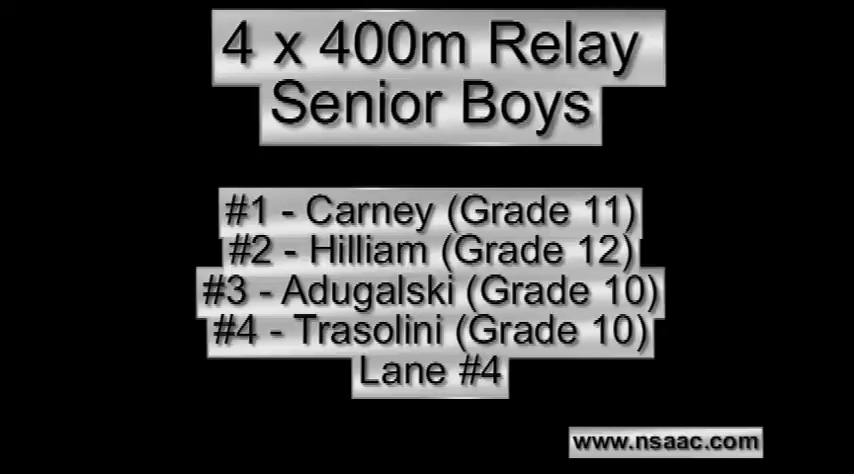 4 x 400m Relay
Senior Boys
#1 - Carney (Grade 11)
#2 - Hilliam (Grade 12)
#3 - Adugalski (Grade 10)
#4 - Trasolini (Grade 10)
Lane #4
www.nsaac.com